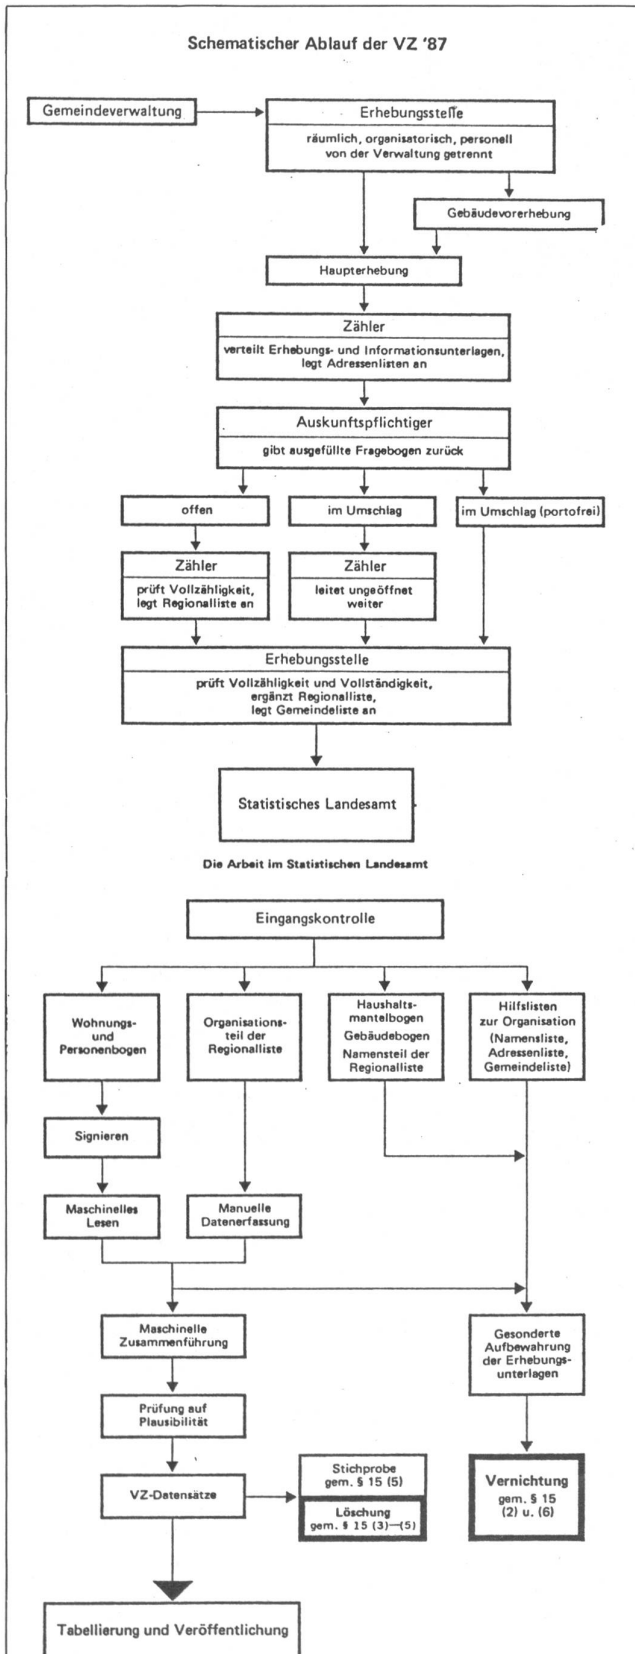 Schematischer Ablauf der VZ '87
Gemeindeverwaltung
Erhebungsstelle
räumlich, organisatorisch, personell
von der Verwaltung getrennt
Gebäudevorerhebung
Haupterhebung
Zähler
verteilt Erhebungs- und Informationsunterlagen,
legt Adressenlisten an
Auskunftspflichtiger
gibt ausgefüllte Fragebogen zurück
offen
im Umschlag
im Umschlag (portofrei)
Zähler
prüft Vollzähligkeit,
legt Regionalliste an
Zähler
leitet ungeöffnet
weiter
Erhebungsstelle
prüft Vollzähligkeit und Vollständigkeit,
ergänzt Regionalliste,
legt Gemeindeliste an
Statistisches Landesamt
Die Arbeit im Statistischen Landesamt
Eingangskontrolle
Wohnungs-
und
Personenbogen
Organisations-
teil der
Regionalliste
Haushalts-
mantelbogen
Gebäudebogen
Namensteil der
Regionalliste
Hilfslisten
zur Organisation
(Namensliste,
Adressenliste,
Gemeindeliste)
Signieren
Maschinelles
Lesen
Manuelle
Datenerfassung
Maschinelle
Zusammenführung
Gesonderte
Aufbewahrung
der Erhebungs-
unterlagen
Prüfung auf
Plausibilität
VZ-Datensätze
Stichprobe
gem. § 15 (5)
Löschung
gem. § 15 (3)—(5)
Vernichtung
gem. § 15
(2) u. (6)
Tabellierung und Veröffentlichung